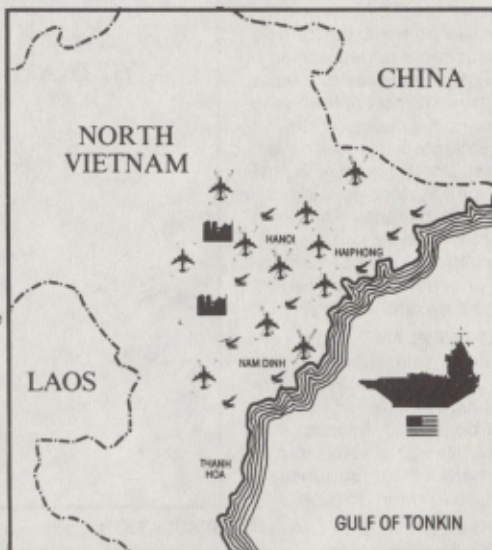 CHINA
NORTH
VIETNAM
HANOI
HAIPHONG
NAM DINH
LAOS
THANH
HOA
GULF OF TONKIN